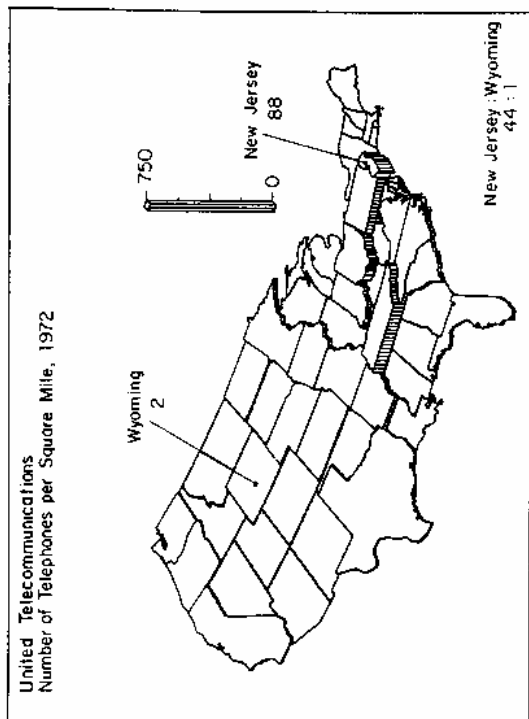 United Telecommunications
Number of Telephones per Square Mile, 1972
Wyoming
2
750
0
New Jersey
88
New Jersey : Wyoming
44 : 1